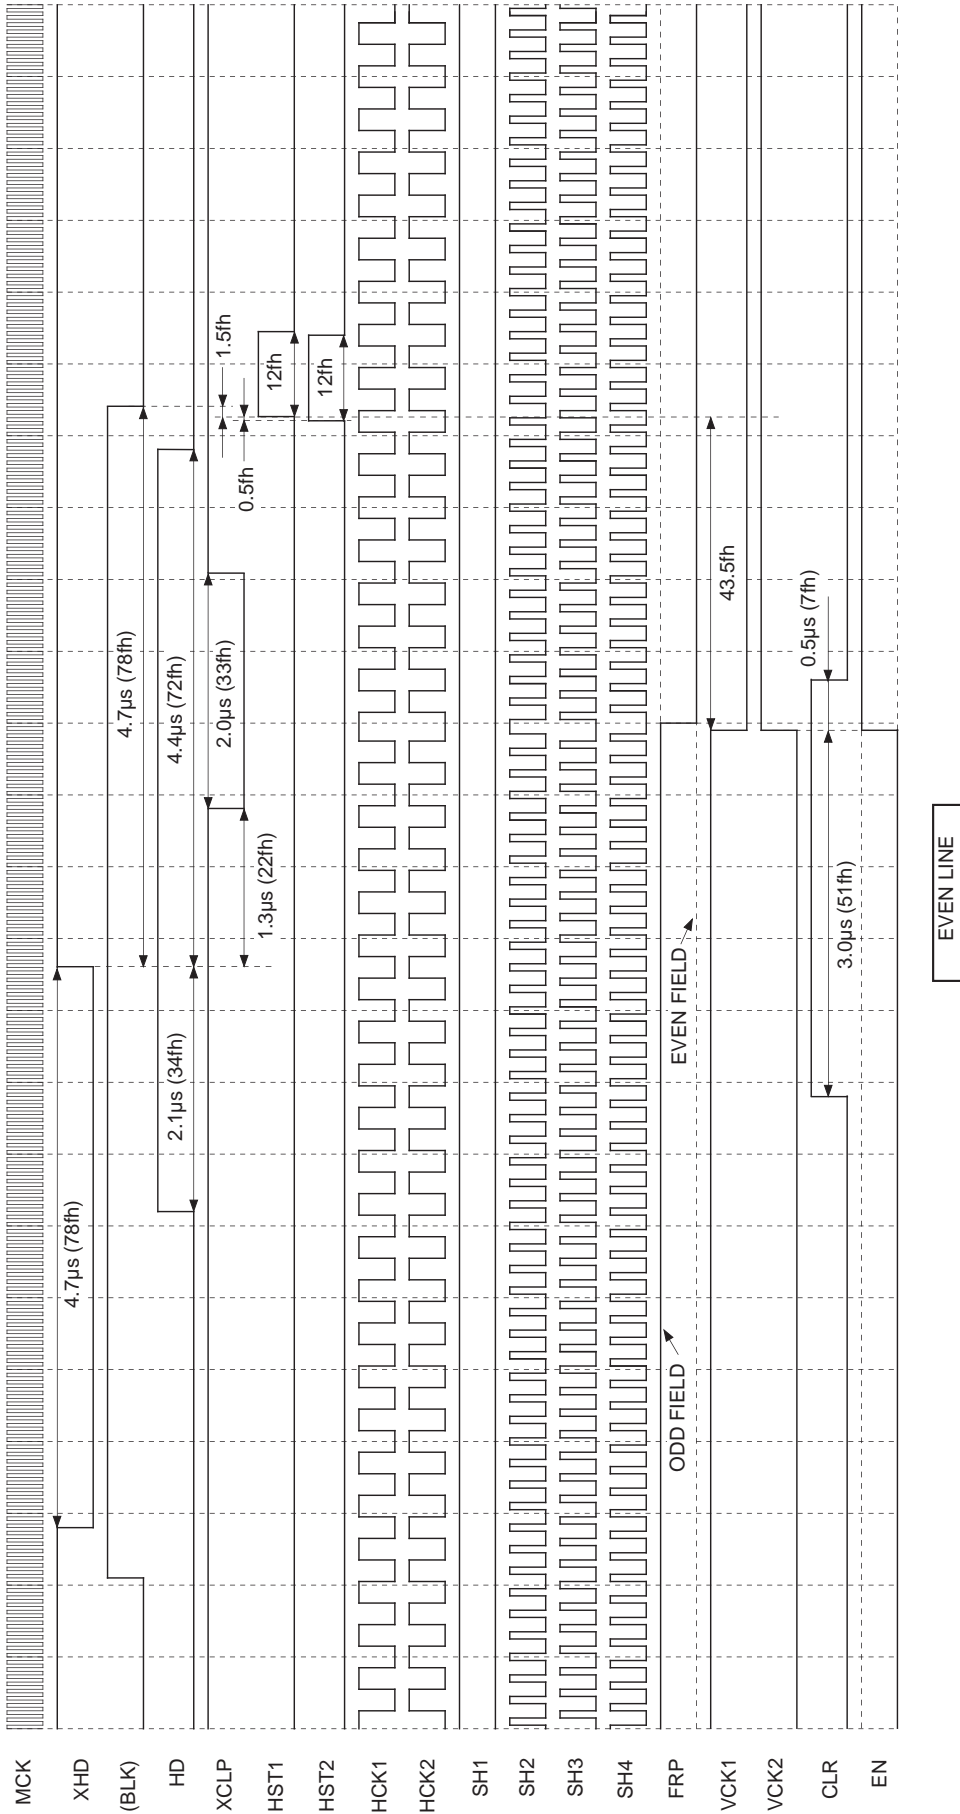 MCK
XHD
(BLK)
HD
XCLP
HST1
HST2
HCK1
HCK2
SH1
SH2
SH3
SH4
FRP
VCK1
VCK2
CLR
EN
4.7µs (78fh)
4.7µs (78fh)
2.1µs (34fh)
4.4µs (72fh)
1.3µs (22fh)
2.0µs (33fh)
0.5fh
1.5fh
12fh
12fh
ODD FIELD
EVEN FIELD
43.5fh
3.0µs (51fh)
0.5µs (7fh)
EVEN LINE